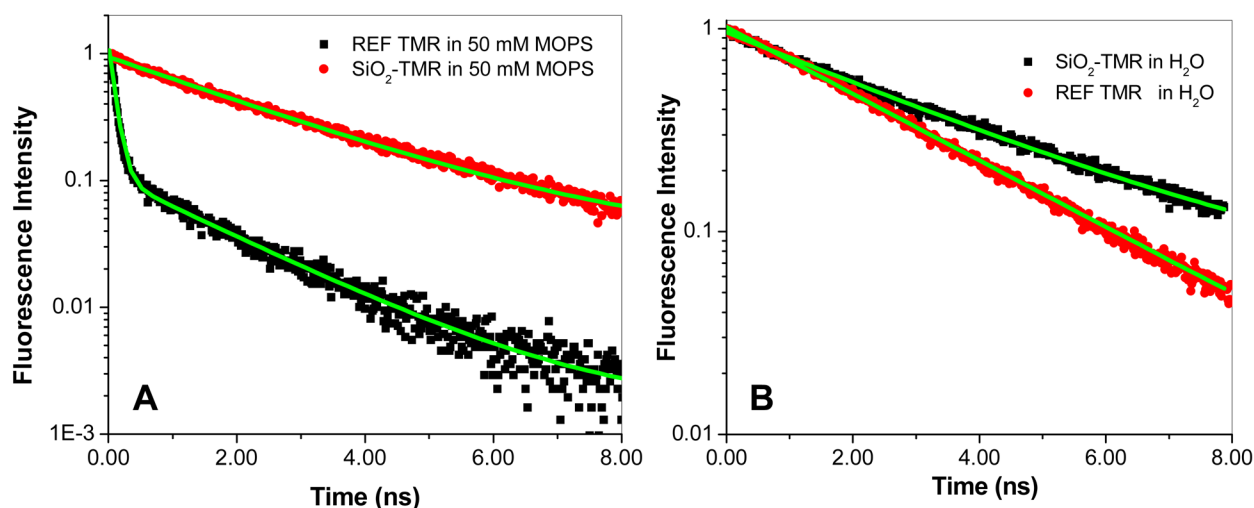 Fluorescence Intensity
1
0.1
0.01
1E-3
REF TMR in 50 mM MOPS
SiO₂-TMR in 50 mM MOPS
A
0.00 2.00 4.00 6.00 8.00
Time (ns)
Fluorescence Intensity
1
0.1
0.01
SiO₂-TMR in H₂O
REF TMR in H₂O
B
0.00 2.00 4.00 6.00 8.00
Time (ns)